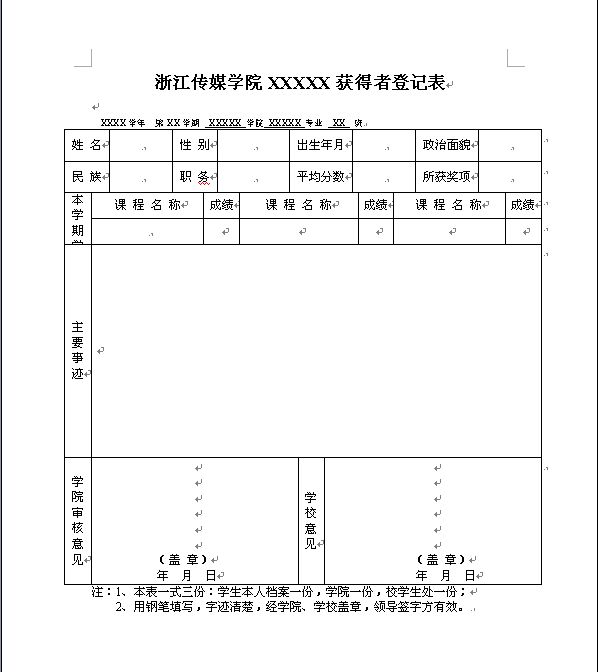 浙江传媒学院 XXXXX 获得者登记表
XXXX 学年 第 XX 学期 XXXXX 学院 XXXXX 专业 XX 班
姓 名 性 别 出生年月 政治面貌
民 族 职 务 平均分数 所获奖项
本学期 课 程 名 称 成绩 课 程 名 称 成绩 课 程 名 称 成绩
主要事迹
学院审核意见 学校意见
（盖 章） （盖 章）
年 月 日 年 月 日
注：1、本表一式三份：学生本人档案一份，学院一份，校学生处一份；
2、用钢笔填写，字迹清楚，经学院、学校盖章，领导签字方有效。